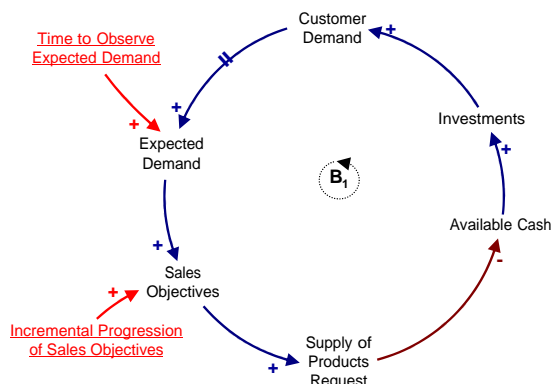 Customer
Demand
Time to Observe
Expected Demand
+
+
+
Expected
Demand
Investments
+
B1
Available Cash
+
-
Sales
Objectives
+
Incremental Progression
of Sales Objectives
Supply of
Products
Request
+